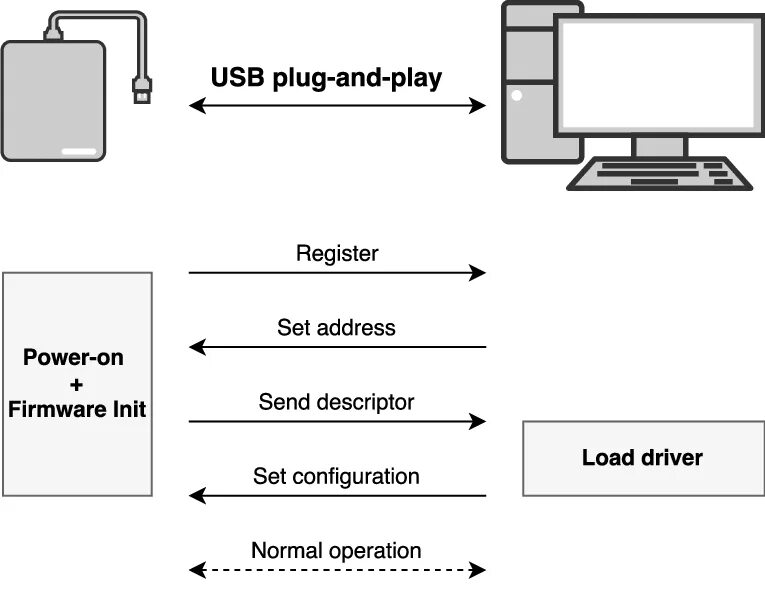 USB plug-and-play
Register
Set address
Power-on
+
Firmware Init
Send descriptor
Load driver
Set configuration
Normal operation